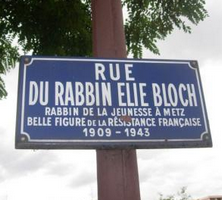 RUE
DU RABBIN ELIE BLOCH
RABBIN DE LA JEUNESSE À METZ
BELLE FIGURE DE LA RÉSISTANCE FRANÇAISE
1909 - 1943